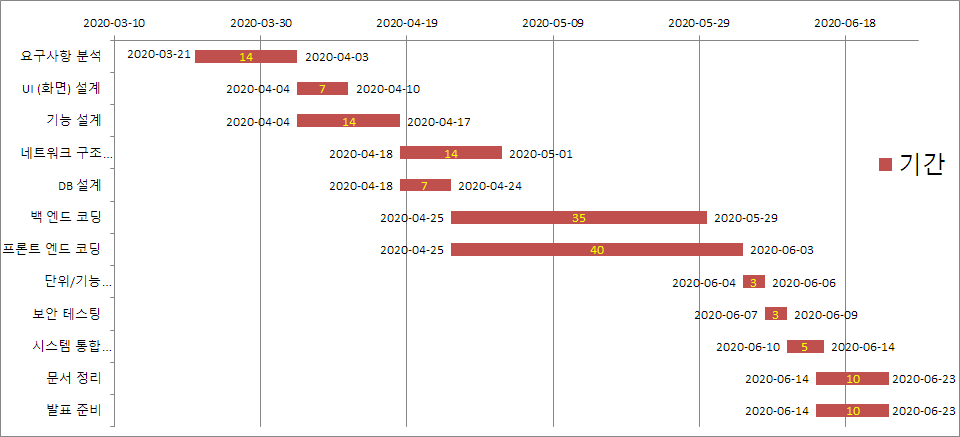 2020-03-10 2020-03-30 2020-04-19 2020-05-09 2020-05-29 2020-06-18
요구사항 분석 2020-03-21 14 2020-04-03
UI (화면) 설계 2020-04-04 7 2020-04-10
기능 설계 2020-04-04 14 2020-04-17
네트워크 구조... 2020-04-18 14 2020-05-01
기간
DB 설계 2020-04-18 7 2020-04-24
백 엔드 코딩 2020-04-25 35 2020-05-29
프론트 엔드 코딩 2020-04-25 40 2020-06-03
단위/기능... 2020-06-04 3 2020-06-06
보안 테스팅 2020-06-07 3 2020-06-09
시스템 통합... 2020-06-10 5 2020-06-14
문서 정리 2020-06-14 10 2020-06-23
발표 준비 2020-06-14 10 2020-06-23